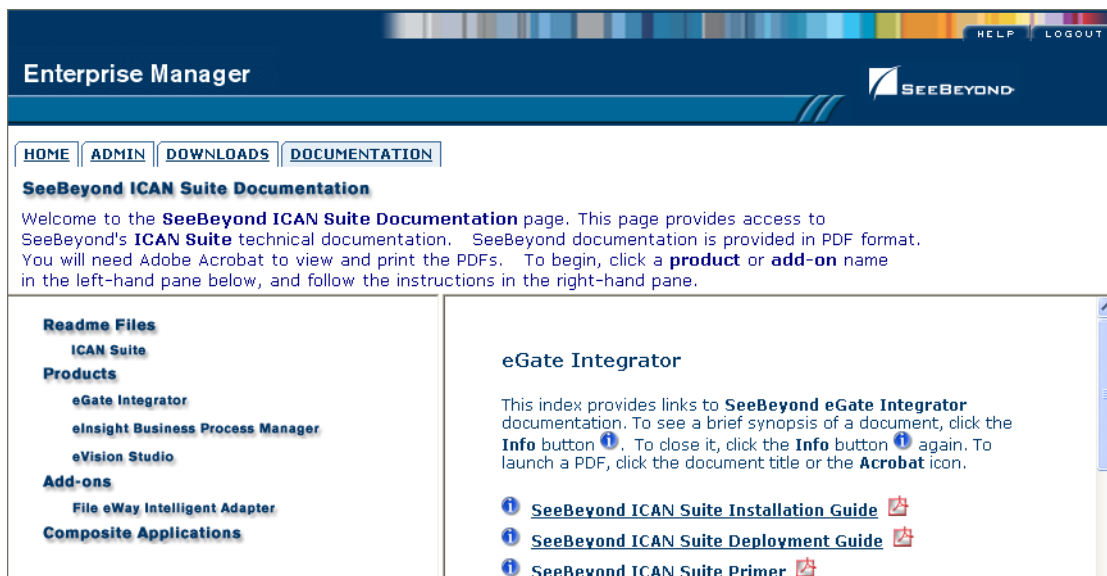 HELP LOGOUT
Enterprise Manager
SEEBEYOND
HOME ADMIN DOWNLOADS DOCUMENTATION
SeeBeyond ICAN Suite Documentation
Welcome to the SeeBeyond ICAN Suite Documentation page. This page provides access to
SeeBeyond's ICAN Suite technical documentation. SeeBeyond documentation is provided in PDF format.
You will need Adobe Acrobat to view and print the PDFs. To begin, click a product or add-on name
in the left-hand pane below, and follow the instructions in the right-hand pane.
Readme Files
ICAN Suite
Products
eGate Integrator
eInsight Business Process Manager
eVision Studio
Add-ons
File eWay Intelligent Adapter
Composite Applications
eGate Integrator
This index provides links to SeeBeyond eGate Integrator
documentation. To see a brief synopsis of a document, click the
Info button i. To close it, click the Info button i again. To
launch a PDF, click the document title or the Acrobat icon.
i SeeBeyond ICAN Suite Installation Guide
i SeeBeyond ICAN Suite Deployment Guide
i SeeBeyond ICAN Suite Primer